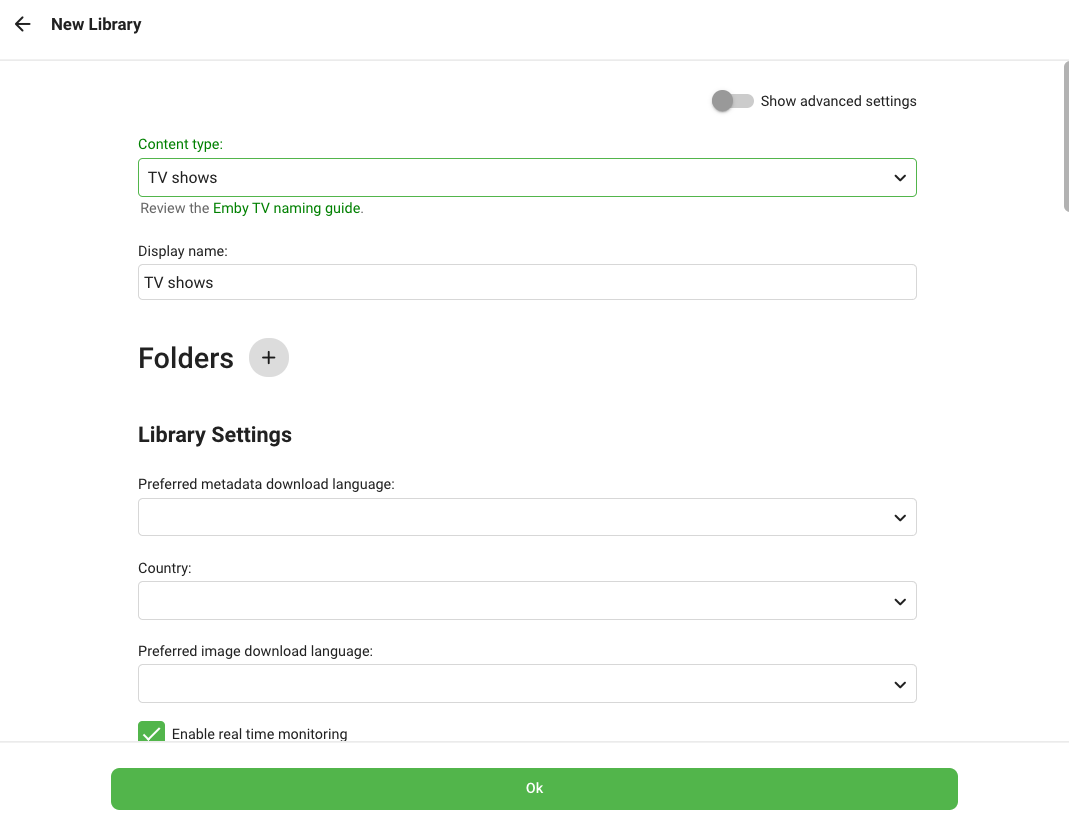 New Library
Show advanced settings
Content type:
TV shows
Review the Emby TV naming guide.
Display name:
TV shows
Folders
Library Settings
Preferred metadata download language:
Country:
Preferred image download language:
Enable real time monitoring
Ok